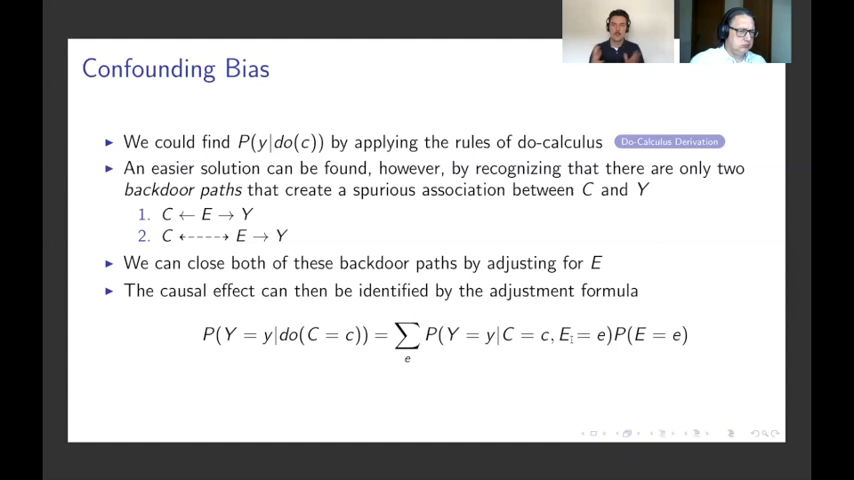 Confounding Bias
▸ We could find P(y|do(c)) by applying the rules of do-calculus Do-Calculus Derivation
▸ An easier solution can be found, however, by recognizing that there are only two
backdoor paths that create a spurious association between C and Y
1. C ← E → Y
2. C ⇠⇢ E → Y
▸ We can close both of these backdoor paths by adjusting for E
▸ The causal effect can then be identified by the adjustment formula
P(Y = y|do(C = c)) = ∑ P(Y = y|C = c, E = e)P(E = e)
e